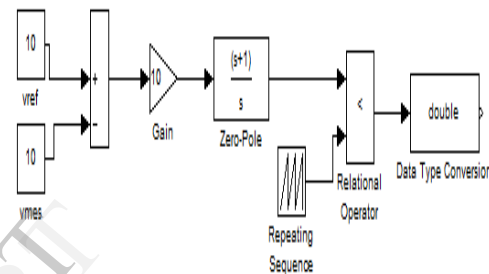 10
vref
10
vmes
+
−
10
Gain
(s+1)
s
Zero-Pole
Repeating
Sequence
<
Relational
Operator
double
Data Type Conversion